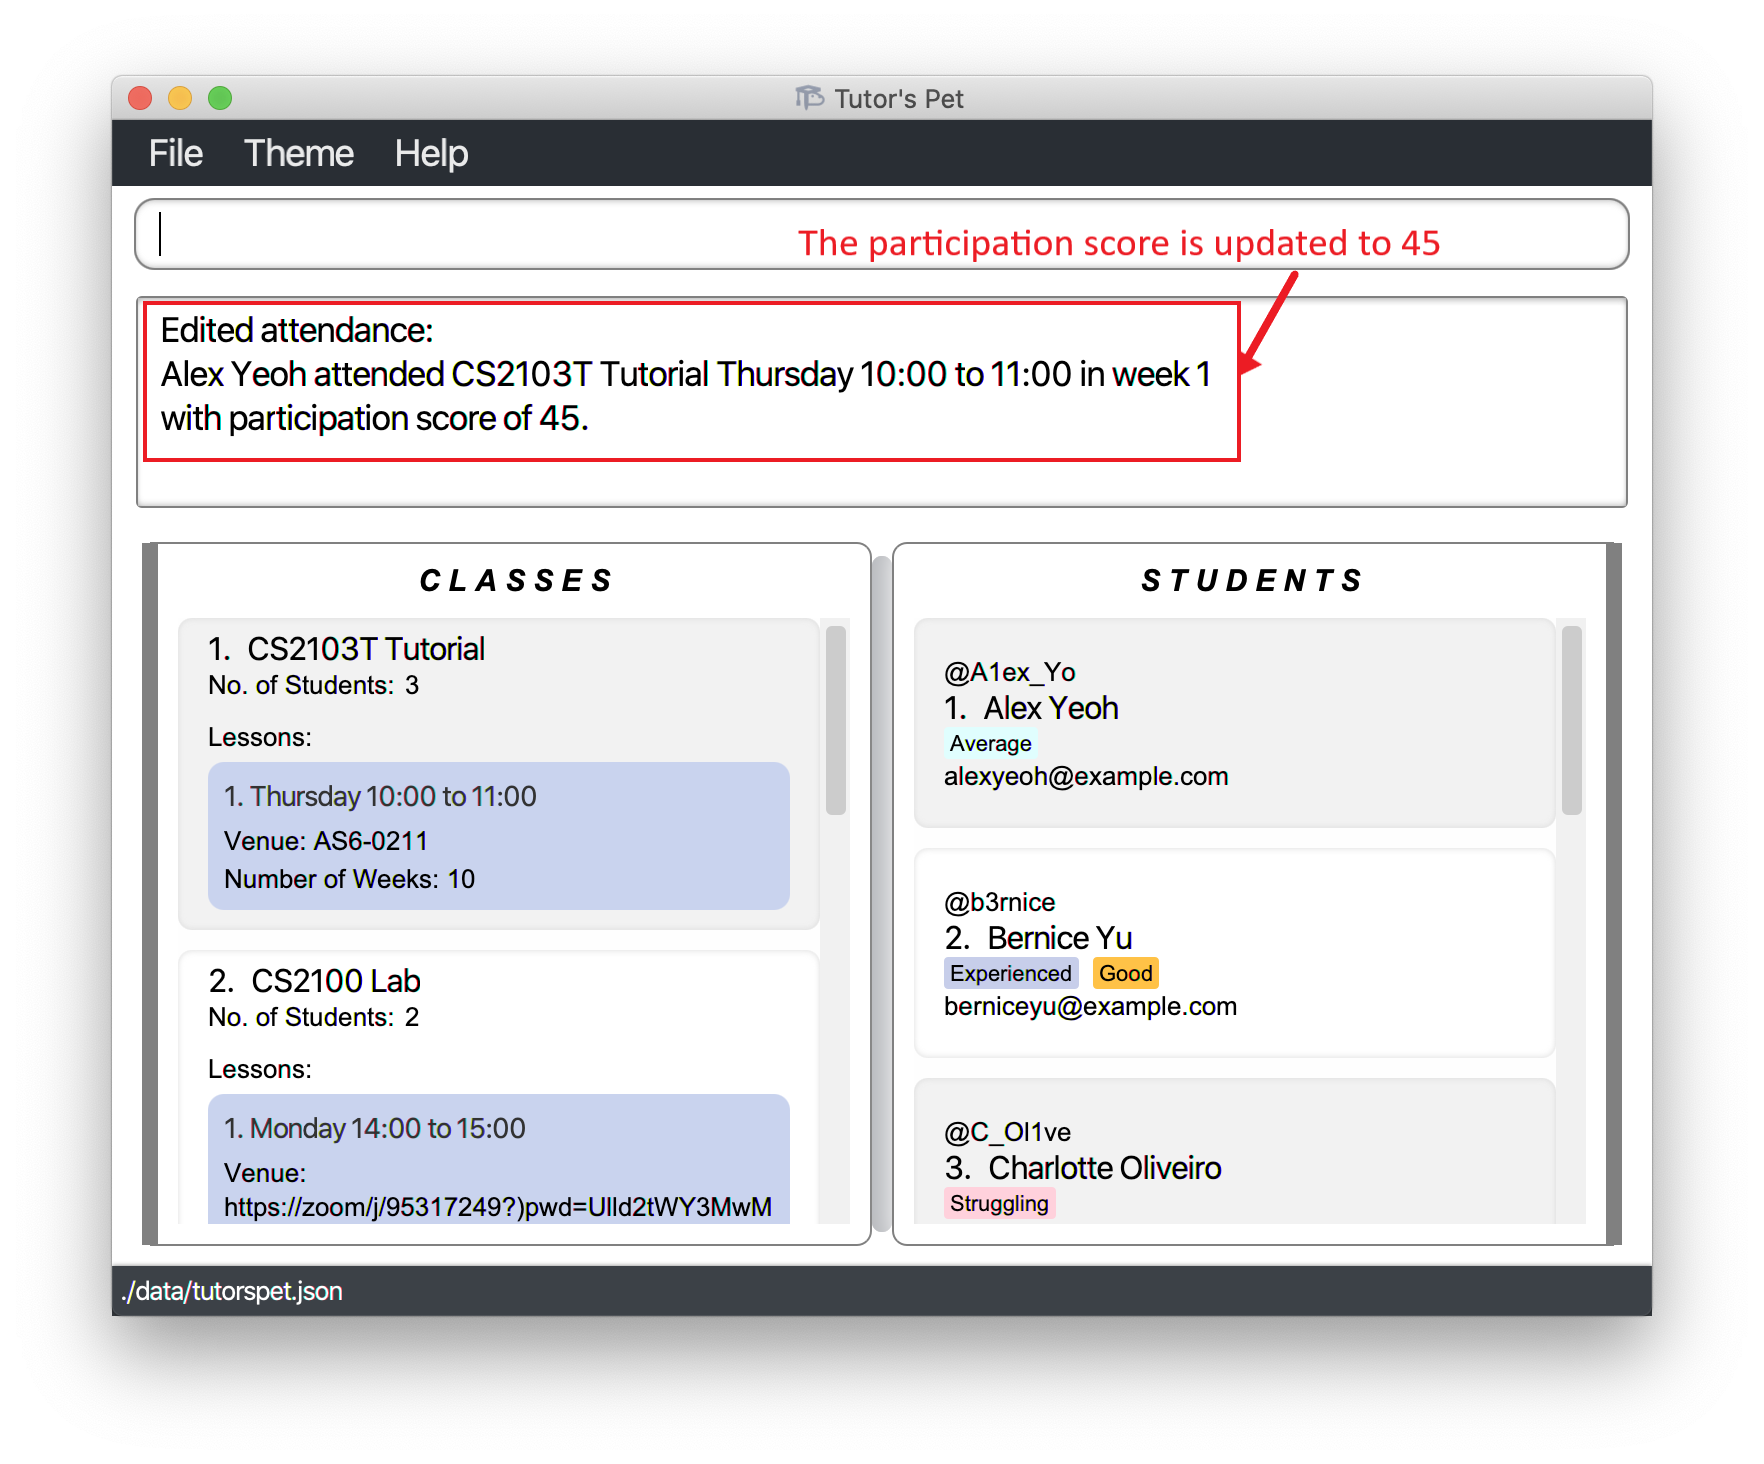 Tutor's Pet
File Theme Help
The participation score is updated to 45
Edited attendance:
Alex Yeoh attended CS2103T Tutorial Thursday 10:00 to 11:00 in week 1
with participation score of 45.
CLASSES
1. CS2103T Tutorial
No. of Students: 3
Lessons:
1. Thursday 10:00 to 11:00
Venue: AS6-0211
Number of Weeks: 10
2. CS2100 Lab
No. of Students: 2
Lessons:
1. Monday 14:00 to 15:00
Venue:
https://zoom/j/95317249?)pwd=Ulld2tWY3MwM
STUDENTS
@A1ex_Yo
1. Alex Yeoh
Average
alexyeoh@example.com
@b3rnice
2. Bernice Yu
Experienced Good
berniceyu@example.com
@C_Ol1ve
3. Charlotte Oliveiro
Struggling
./data/tutorspet.json